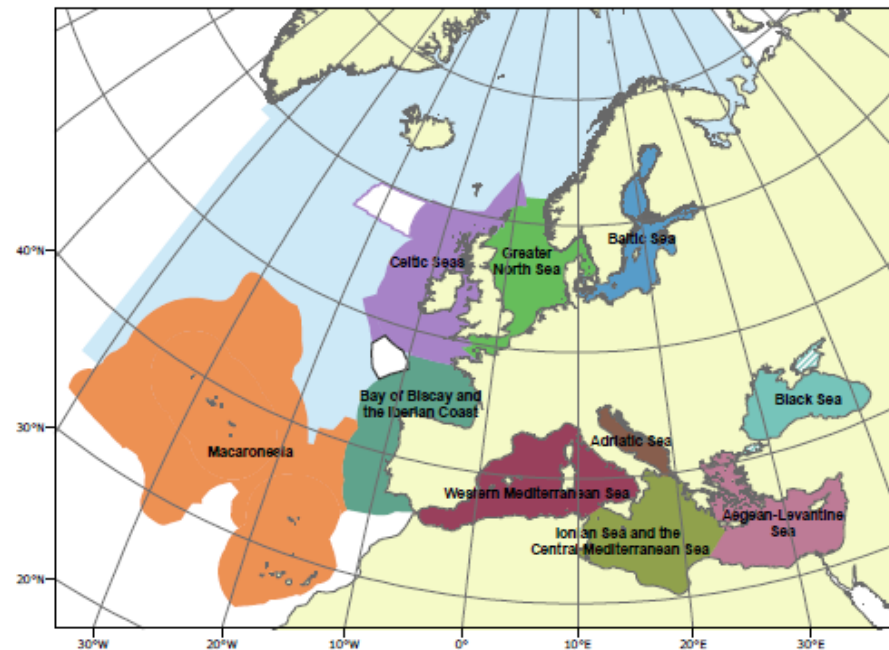 40°N
30°N
20°N
Celtic Seas
Greater
North Sea
Baltic Sea
Bay of Biscay and
the Iberian Coast
Black Sea
Macaronesia
Adriatic Sea
Western Mediterranean Sea
Aegean-Levantine
Sea
Ionian Sea and the
Central Mediterranean Sea
30°W
20°W
10°W
0°
10°E
20°E
30°E